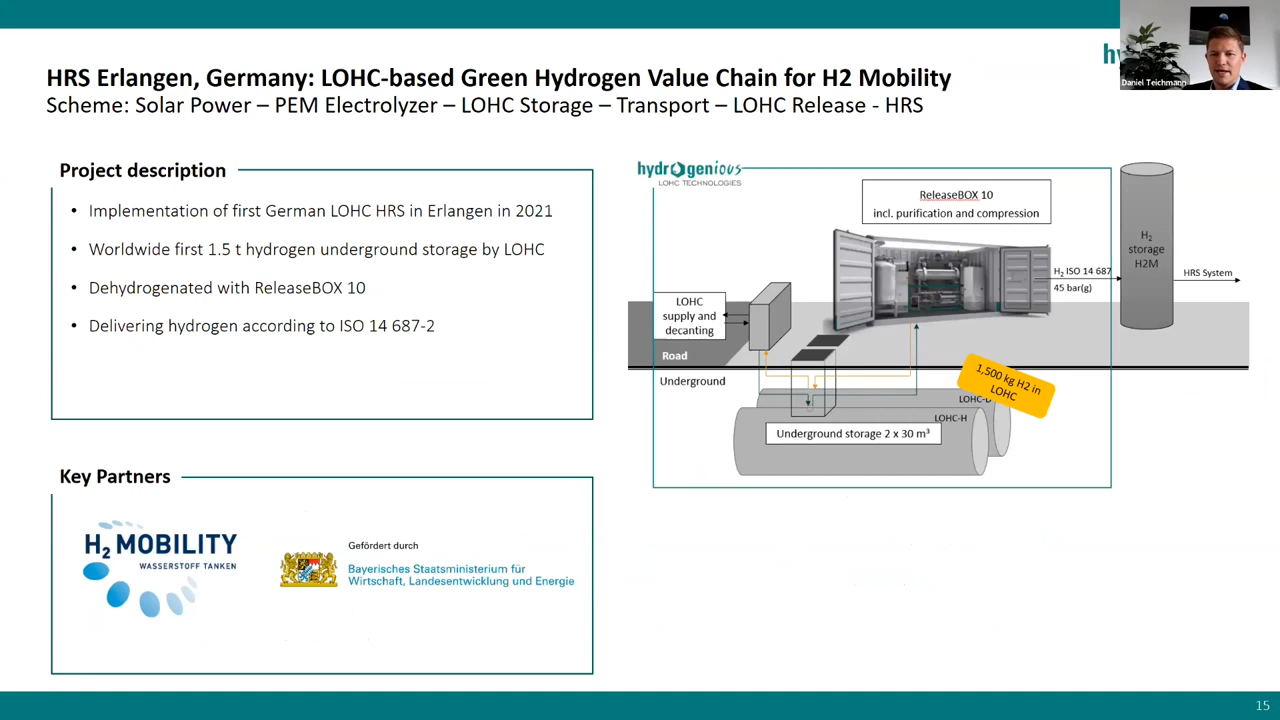 HRS Erlangen, Germany: LOHC-based Green Hydrogen Value Chain for H2 Mobility
Scheme: Solar Power – PEM Electrolyzer – LOHC Storage – Transport – LOHC Release - HRS
hy
Daniel Teichmann
Project description
• Implementation of first German LOHC HRS in Erlangen in 2021
• Worldwide first 1.5 t hydrogen underground storage by LOHC
• Dehydrogenated with ReleaseBOX 10
• Delivering hydrogen according to ISO 14 687-2
Key Partners
H2 MOBILITY
WASSERSTOFF TANKEN
Gefördert durch
Bayerisches Staatsministerium für
Wirtschaft, Landesentwicklung und Energie
hydrogenious
LOHC TECHNOLOGIES
ReleaseBOX 10
incl. purification and compression
H2
storage
H2M
H2 ISO 14 687
45 bar(g)
HRS System
LOHC
supply and
decanting
Road
Underground
1,500 kg H2 in
LOHC
LOHC-D
LOHC-H
Underground storage 2 x 30 m³
15